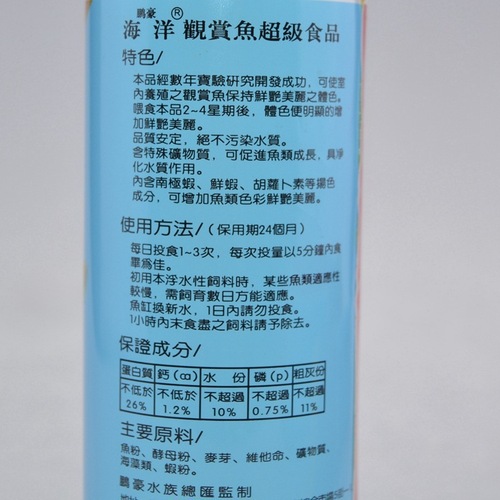 鵬豪 ®
海洋觀賞魚超級食品
特色/
本品經數年實驗研究開發成功，可使室
內養殖之觀賞魚保持鮮艷美麗之體色。
喂食本品2~4星期後，體色便明顯的增
加鮮艷美麗。
品質安定，絕不污染水質。
含特殊礦物質，可促進魚類成長，具淨
化水質作用。
內含南極蝦、鮮蝦、胡蘿卜素等揚色
成分，可增加魚類色彩鮮艷美麗。
使用方法/（保用期24個月）
每日投食1~3次，每次投量以5分鐘內食
畢為佳。
初用本浮水性飼料時，某些魚類適應性
較慢，需飼育數日方能適應。
魚缸換新水，1日內請勿投食。
1小時內末食盡之飼料請予除去。
保證成分/
蛋白質 鈣(ca) 水份 磷(p) 粗灰份
不低於 不低於 不超過 不超過 不超過
26% 1.2% 10% 0.75% 11%
主要原料/
魚粉、酵母粉、麥芽、維他命、礦物質、
海藻類、蝦粉。
鵬豪水族總匯監制